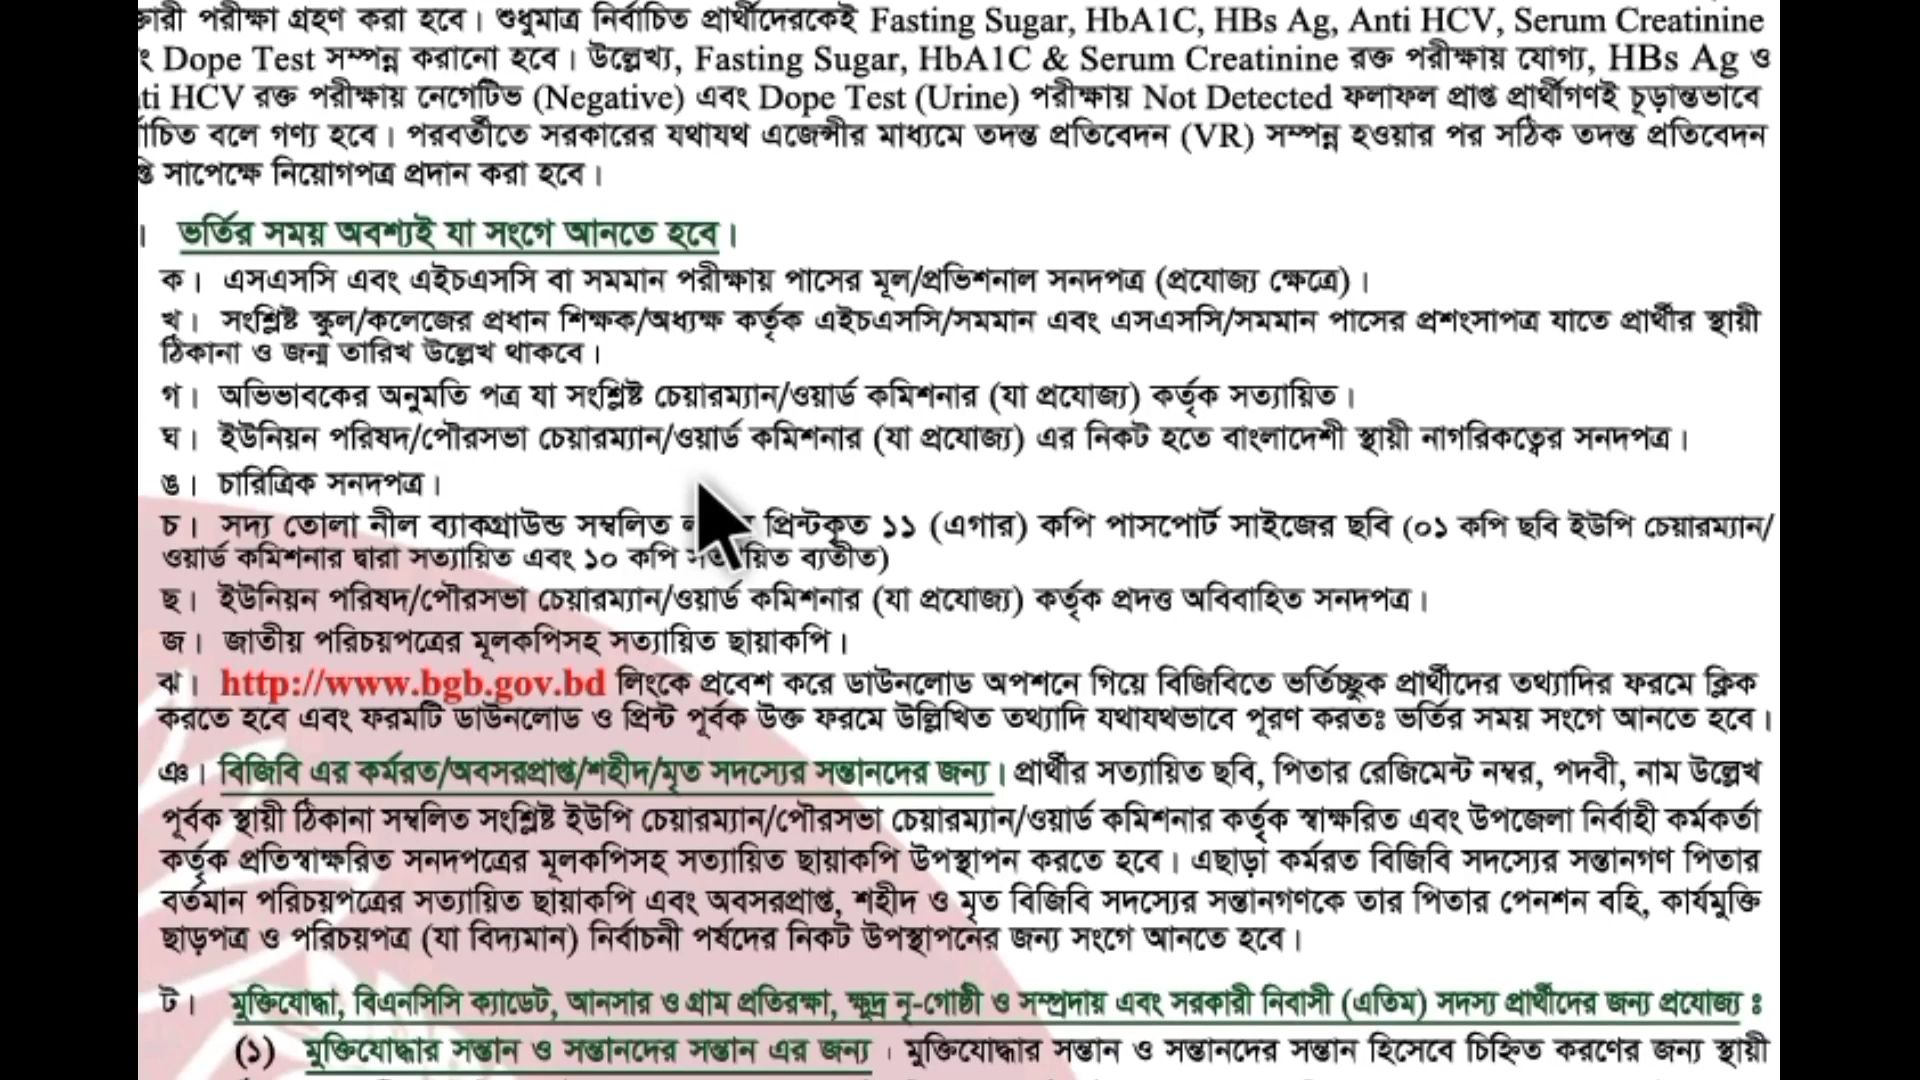 পরীক্ষা গ্রহণ করা হবে। শুধুমাত্র নির্বাচিত প্রার্থীদেরকেই Fasting Sugar, HbA1C, HBs Ag, Anti HCV, Serum Creatinine
Dope Test সম্পন্ন করানো হবে। উল্লেখ্য, Fasting Sugar, HbA1C & Serum Creatinine রক্ত পরীক্ষায় যোগ্য, HBs Ag ও
HCV রক্ত পরীক্ষায় নেগেটিভ (Negative) এবং Dope Test (Urine) পরীক্ষায় Not Detected ফলাফল প্রাপ্ত প্রার্থীগণই চূড়ান্তভাবে
বলে গণ্য হবে। পরবর্তীতে সরকারের যথাযথ এজেন্সীর মাধ্যমে তদন্ত প্রতিবেদন (VR) সম্পন্ন হওয়ার পর সঠিক তদন্ত প্রতিবেদন
সাপেক্ষে নিয়োগপত্র প্রদান করা হবে।
। ভর্তির সময় অবশ্যই যা সংগে আনতে হবে।
ক। এসএসসি এবং এইচএসসি বা সমমান পরীক্ষায় পাসের মূল/প্রভিশনাল সনদপত্র (প্রযোজ্য ক্ষেত্রে)।
খ। সংশ্লিষ্ট স্কুল/কলেজের প্রধান শিক্ষক/অধ্যক্ষ কর্তৃক এইচএসসি/সমমান এবং এসএসসি/সমমান পাসের প্রশংসাপত্র যাতে প্রার্থীর স্থায়ী
ঠিকানা ও জন্ম তারিখ উল্লেখ থাকবে।
গ। অভিভাবকের অনুমতি পত্র যা সংশ্লিষ্ট চেয়ারম্যান/ওয়ার্ড কমিশনার (যা প্রযোজ্য) কর্তৃক সত্যায়িত।
ঘ। ইউনিয়ন পরিষদ/পৌরসভা চেয়ারম্যান/ওয়ার্ড কমিশনার (যা প্রযোজ্য) এর নিকট হতে বাংলাদেশী স্থায়ী নাগরিকত্বের সনদপত্র।
ঙ। চারিত্রিক সনদপত্র।
চ। সদ্য তোলা নীল ব্যাকগ্রাউন্ড সম্বলিত প্রিন্টকৃত ১১ (এগার) কপি পাসপোর্ট সাইজের ছবি (০১ কপি ছবি ইউপি চেয়ারম্যান/
ওয়ার্ড কমিশনার দ্বারা সত্যায়িত এবং ১০ কপি ব্যতীত)
ছ। ইউনিয়ন পরিষদ/পৌরসভা চেয়ারম্যান/ওয়ার্ড কমিশনার (যা প্রযোজ্য) কর্তৃক প্রদত্ত অবিবাহিত সনদপত্র।
জ। জাতীয় পরিচয়পত্রের মূলকপিসহ সত্যায়িত ছায়াকপি।
ঝ। http://www.bgb.gov.bd লিংকে প্রবেশ করে ডাউনলোড অপশনে গিয়ে বিজিবিতে ভর্তিচ্ছুক প্রার্থীদের তথ্যাদির ফরমে ক্লিক
করতে হবে এবং ফরমটি ডাউনলোড ও প্রিন্ট পূর্বক উক্ত ফরমে উল্লিখিত তথ্যাদি যথাযথভাবে পূরণ করতঃ ভর্তির সময় সংগে আনতে হবে।
ঞ। বিজিবি এর কর্মরত/অবসরপ্রাপ্ত/শহীদ/মৃত সদস্যের সন্তানদের জন্য। প্রার্থীর সত্যায়িত ছবি, পিতার রেজিমেন্ট নম্বর, পদবী, নাম উল্লেখ
পূর্বক স্থায়ী ঠিকানা সম্বলিত সংশ্লিষ্ট ইউপি চেয়ারম্যান/পৌরসভা চেয়ারম্যান/ওয়ার্ড কমিশনার কর্তৃক স্বাক্ষরিত এবং উপজেলা নির্বাহী কর্মকর্তা
কর্তৃক প্রতিস্বাক্ষরিত সনদপত্রের মূলকপিসহ সত্যায়িত ছায়াকপি উপস্থাপন করতে হবে। এছাড়া কর্মরত বিজিবি সদস্যের সন্তানগণ পিতার
বর্তমান পরিচয়পত্রের সত্যায়িত ছায়াকপি এবং অবসরপ্রাপ্ত, শহীদ ও মৃত বিজিবি সদস্যের সন্তানগণকে তার পিতার পেনশন বহি, কার্যমুক্তি
ছাড়পত্র ও পরিচয়পত্র (যা বিদ্যমান) নির্বাচনী পর্ষদের নিকট উপস্থাপনের জন্য সংগে আনতে হবে।
ট। মুক্তিযোদ্ধা, বিএনসিসি ক্যাডেট, আনসার ও গ্রাম প্রতিরক্ষা, ক্ষুদ্র নৃ-গোষ্ঠী ও সম্প্রদায় এবং সরকারী নিবাসী (এতিম) সদস্য প্রার্থীদের জন্য প্রযোজ্য ঃ
(১) মুক্তিযোদ্ধার সন্তান ও সন্তানদের সন্তান এর জন্য । মুক্তিযোদ্ধার সন্তান ও সন্তানদের সন্তান হিসেবে চিহ্নিত করণের জন্য স্থায়ী